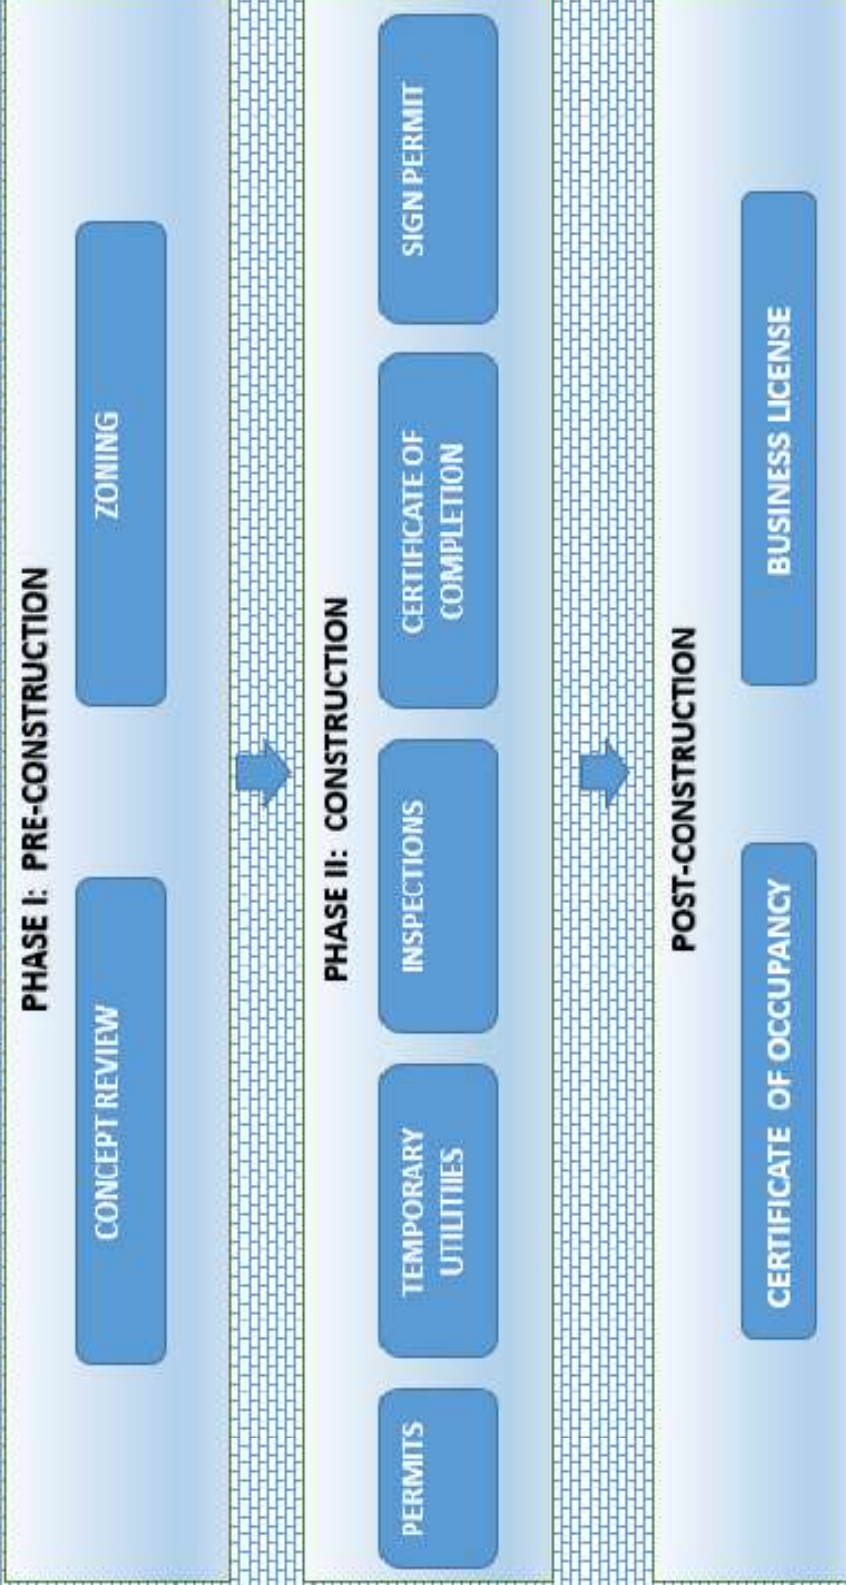 PHASE I: PRE-CONSTRUCTION
CONCEPT REVIEW
ZONING
PHASE II: CONSTRUCTION
PERMITS
TEMPORARY
UTILITIES
INSPECTIONS
CERTIFICATE OF
COMPLETION
SIGN PERMIT
POST-CONSTRUCTION
CERTIFICATE OF OCCUPANCY
BUSINESS LICENSE